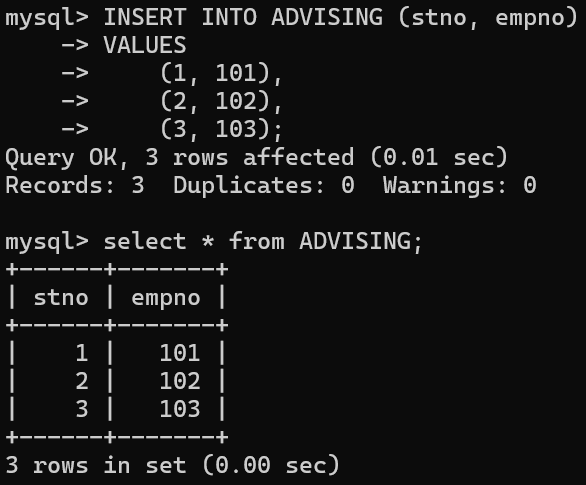 mysql> INSERT INTO ADVISING (stno, empno)
    -> VALUES
    ->     (1, 101),
    ->     (2, 102),
    ->     (3, 103);
Query OK, 3 rows affected (0.01 sec)
Records: 3  Duplicates: 0  Warnings: 0

mysql> select * from ADVISING;
+------+-------+
| stno | empno |
+------+-------+
|    1 |   101 |
|    2 |   102 |
|    3 |   103 |
+------+-------+
3 rows in set (0.00 sec)